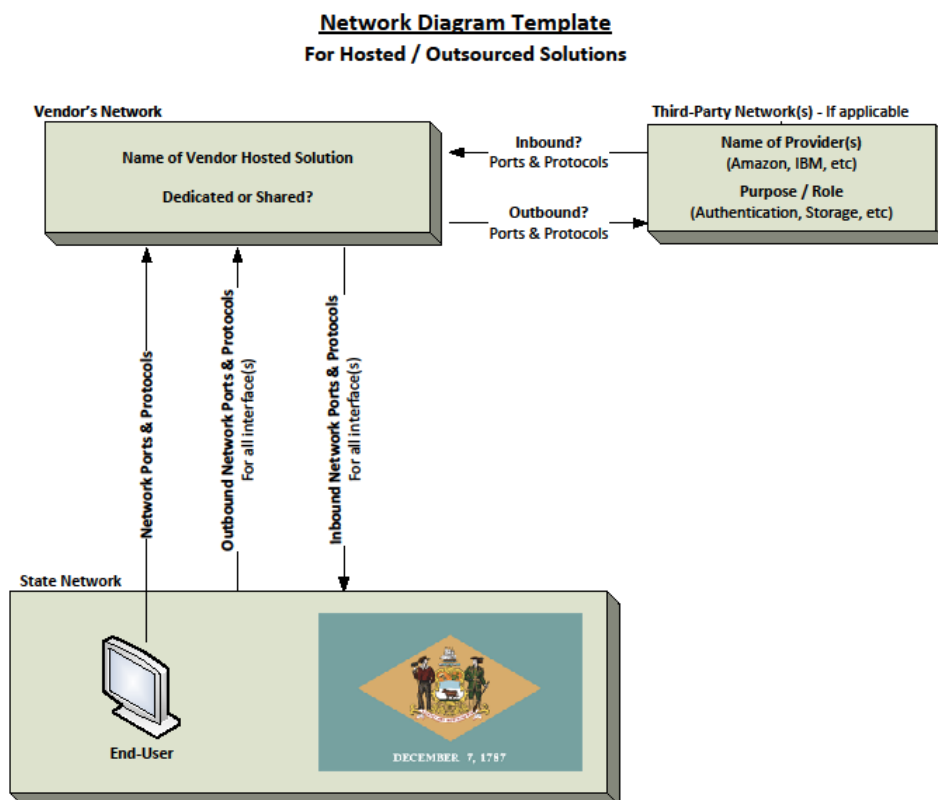 Network Diagram Template
For Hosted / Outsourced Solutions
Vendor's Network
Third-Party Network(s) - If applicable
Name of Vendor Hosted Solution
Dedicated or Shared?
Inbound?
Ports & Protocols
Outbound?
Ports & Protocols
Name of Provider(s)
(Amazon, IBM, etc)
Purpose / Role
(Authentication, Storage, etc)
Network Ports & Protocols
Outbound Network Ports & Protocols
For all interface(s)
Inbound Network Ports & Protocols
For all interface(s)
State Network
End-User
DECEMBER 7, 1787